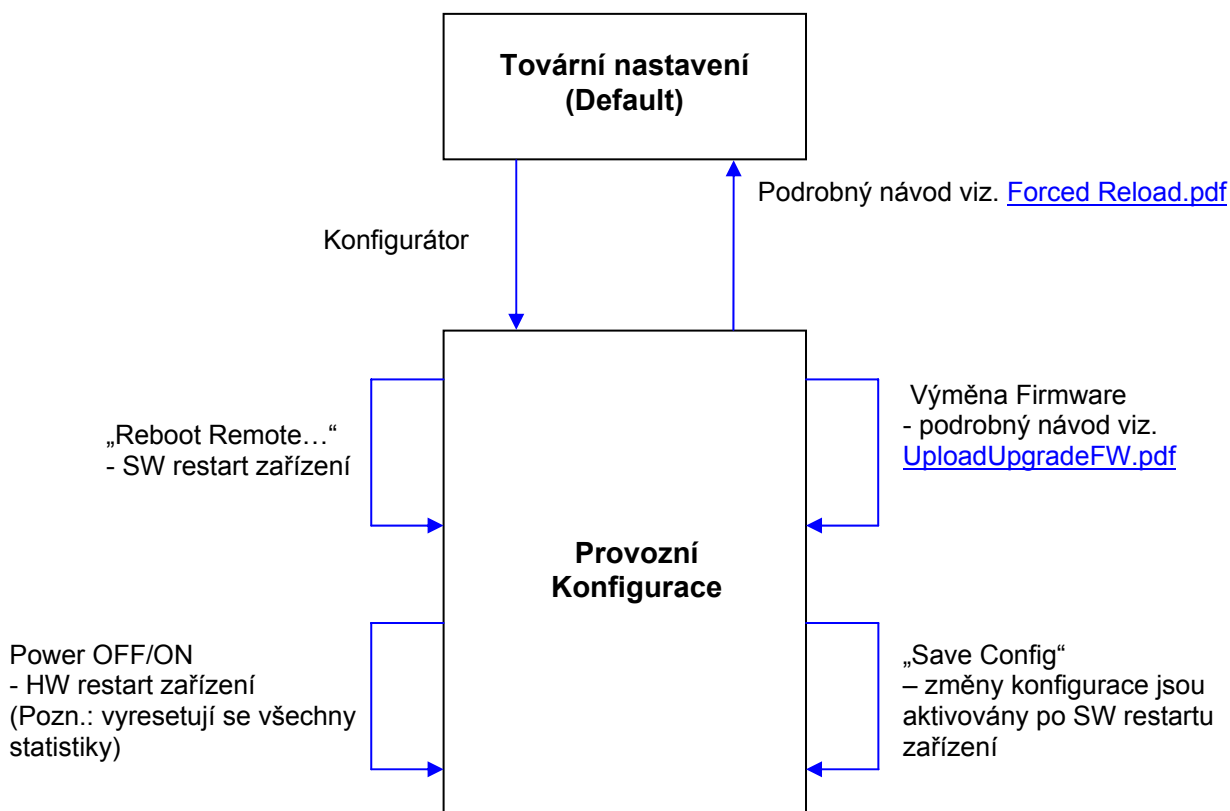 Tovární nastavení
(Default)
Podrobný návod viz. Forced Reload.pdf
Konfigurátor
„Reboot Remote…“
- SW restart zařízení
Výměna Firmware
- podrobný návod viz.
UploadUpgradeFW.pdf
Provozní
Konfigurace
Power OFF/ON
- HW restart zařízení
(Pozn.: vyresetují se všechny
statistiky)
„Save Config“
– změny konfigurace jsou
aktivovány po SW restartu
zařízení